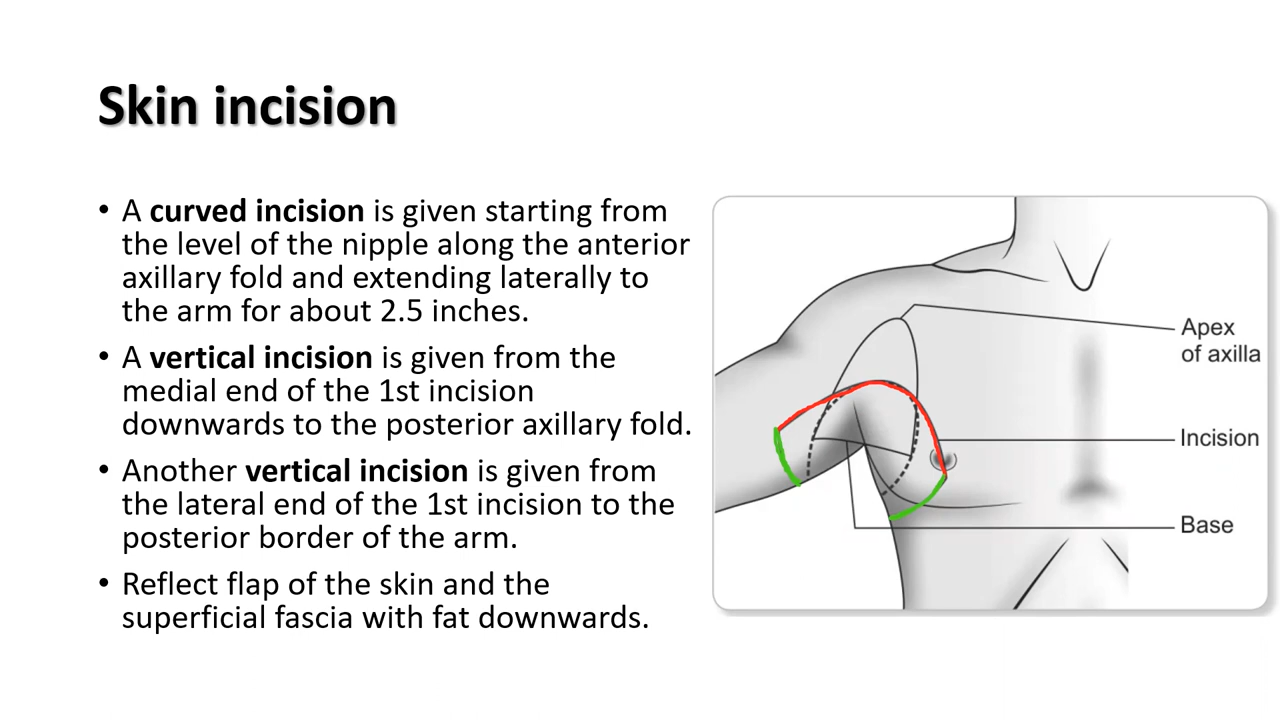 Skin incision
• A curved incision is given starting from
the level of the nipple along the anterior
axillary fold and extending laterally to
the arm for about 2.5 inches.
• A vertical incision is given from the
medial end of the 1st incision
downwards to the posterior axillary fold.
• Another vertical incision is given from
the lateral end of the 1st incision to the
posterior border of the arm.
• Reflect flap of the skin and the
superficial fascia with fat downwards.
Apex
of axilla
Incision
Base